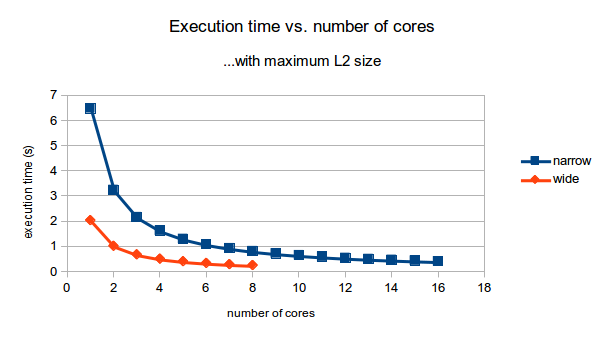 Execution time vs. number of cores
...with maximum L2 size
7
6
5
4
3
2
1
0
execution time (s)
0 2 4 6 8 10 12 14 16 18
number of cores
narrow
wide